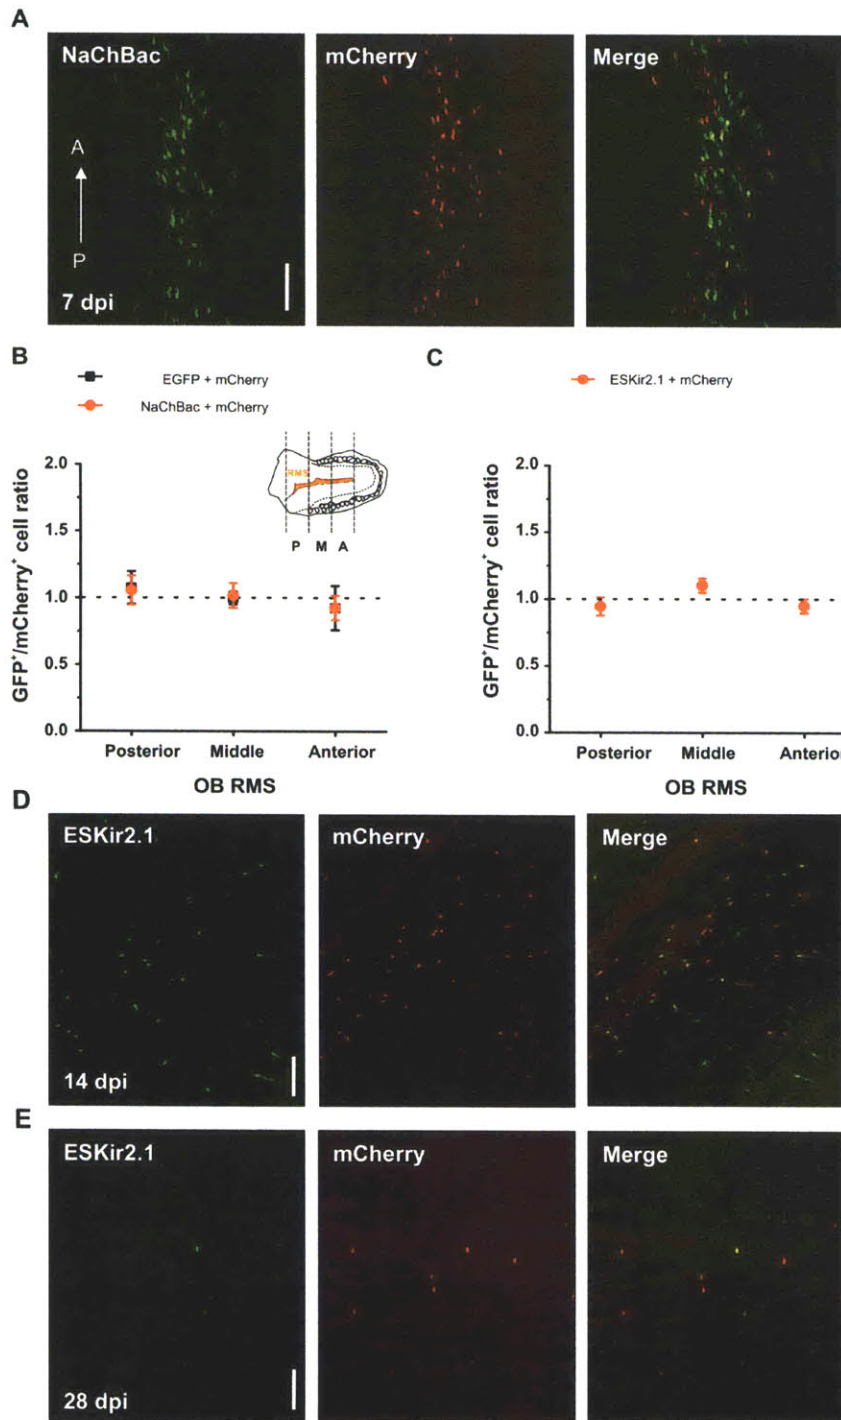 A
NaChBac
mCherry
Merge
A
P
7 dpi
B
EGFP + mCherry
NaChBac + mCherry
C
ESKir2.1 + mCherry
GFP⁺/mCherry⁺ cell ratio
2.0
1.5
1.0
0.5
0.0
RMS
P M A
Posterior Middle Anterior
OB RMS
GFP⁺/mCherry⁺ cell ratio
2.0
1.5
1.0
0.5
0.0
Posterior Middle Anterior
OB RMS
D
ESKir2.1
mCherry
Merge
14 dpi
E
ESKir2.1
mCherry
Merge
28 dpi